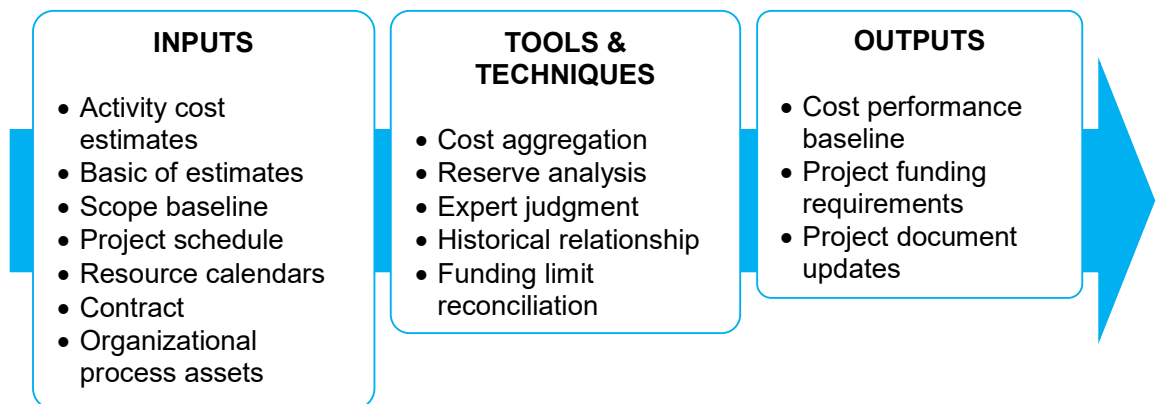 INPUTS
• Activity cost
estimates
• Basic of estimates
• Scope baseline
• Project schedule
• Resource calendars
• Contract
• Organizational
process assets
TOOLS &
TECHNIQUES
• Cost aggregation
• Reserve analysis
• Expert judgment
• Historical relationship
• Funding limit
reconciliation
OUTPUTS
• Cost performance
baseline
• Project funding
requirements
• Project document
updates